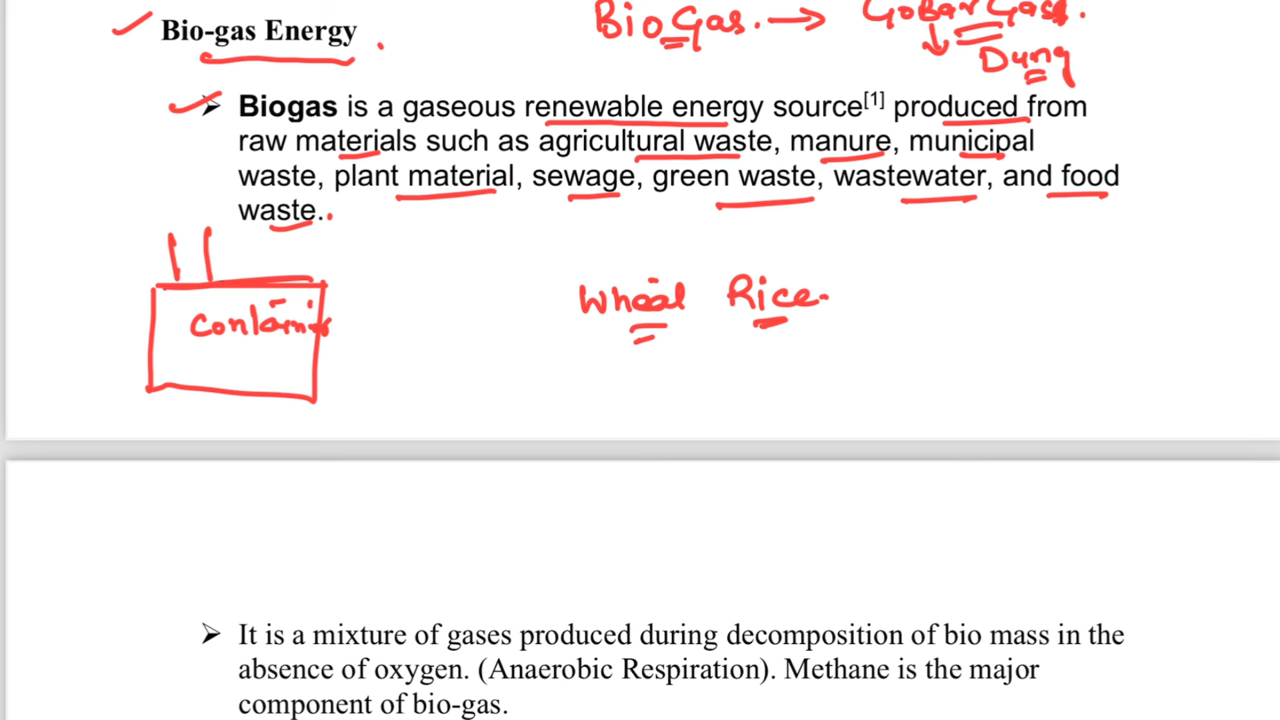 Bio-gas Energy
Bio Gas. → Gobar Gas.
↓
Dung
➢ Biogas is a gaseous renewable energy source[1] produced from
raw materials such as agricultural waste, manure, municipal
waste, plant material, sewage, green waste, wastewater, and food
waste..
Wheat Rice.
Container
➢ It is a mixture of gases produced during decomposition of bio mass in the
absence of oxygen. (Anaerobic Respiration). Methane is the major
component of bio-gas.